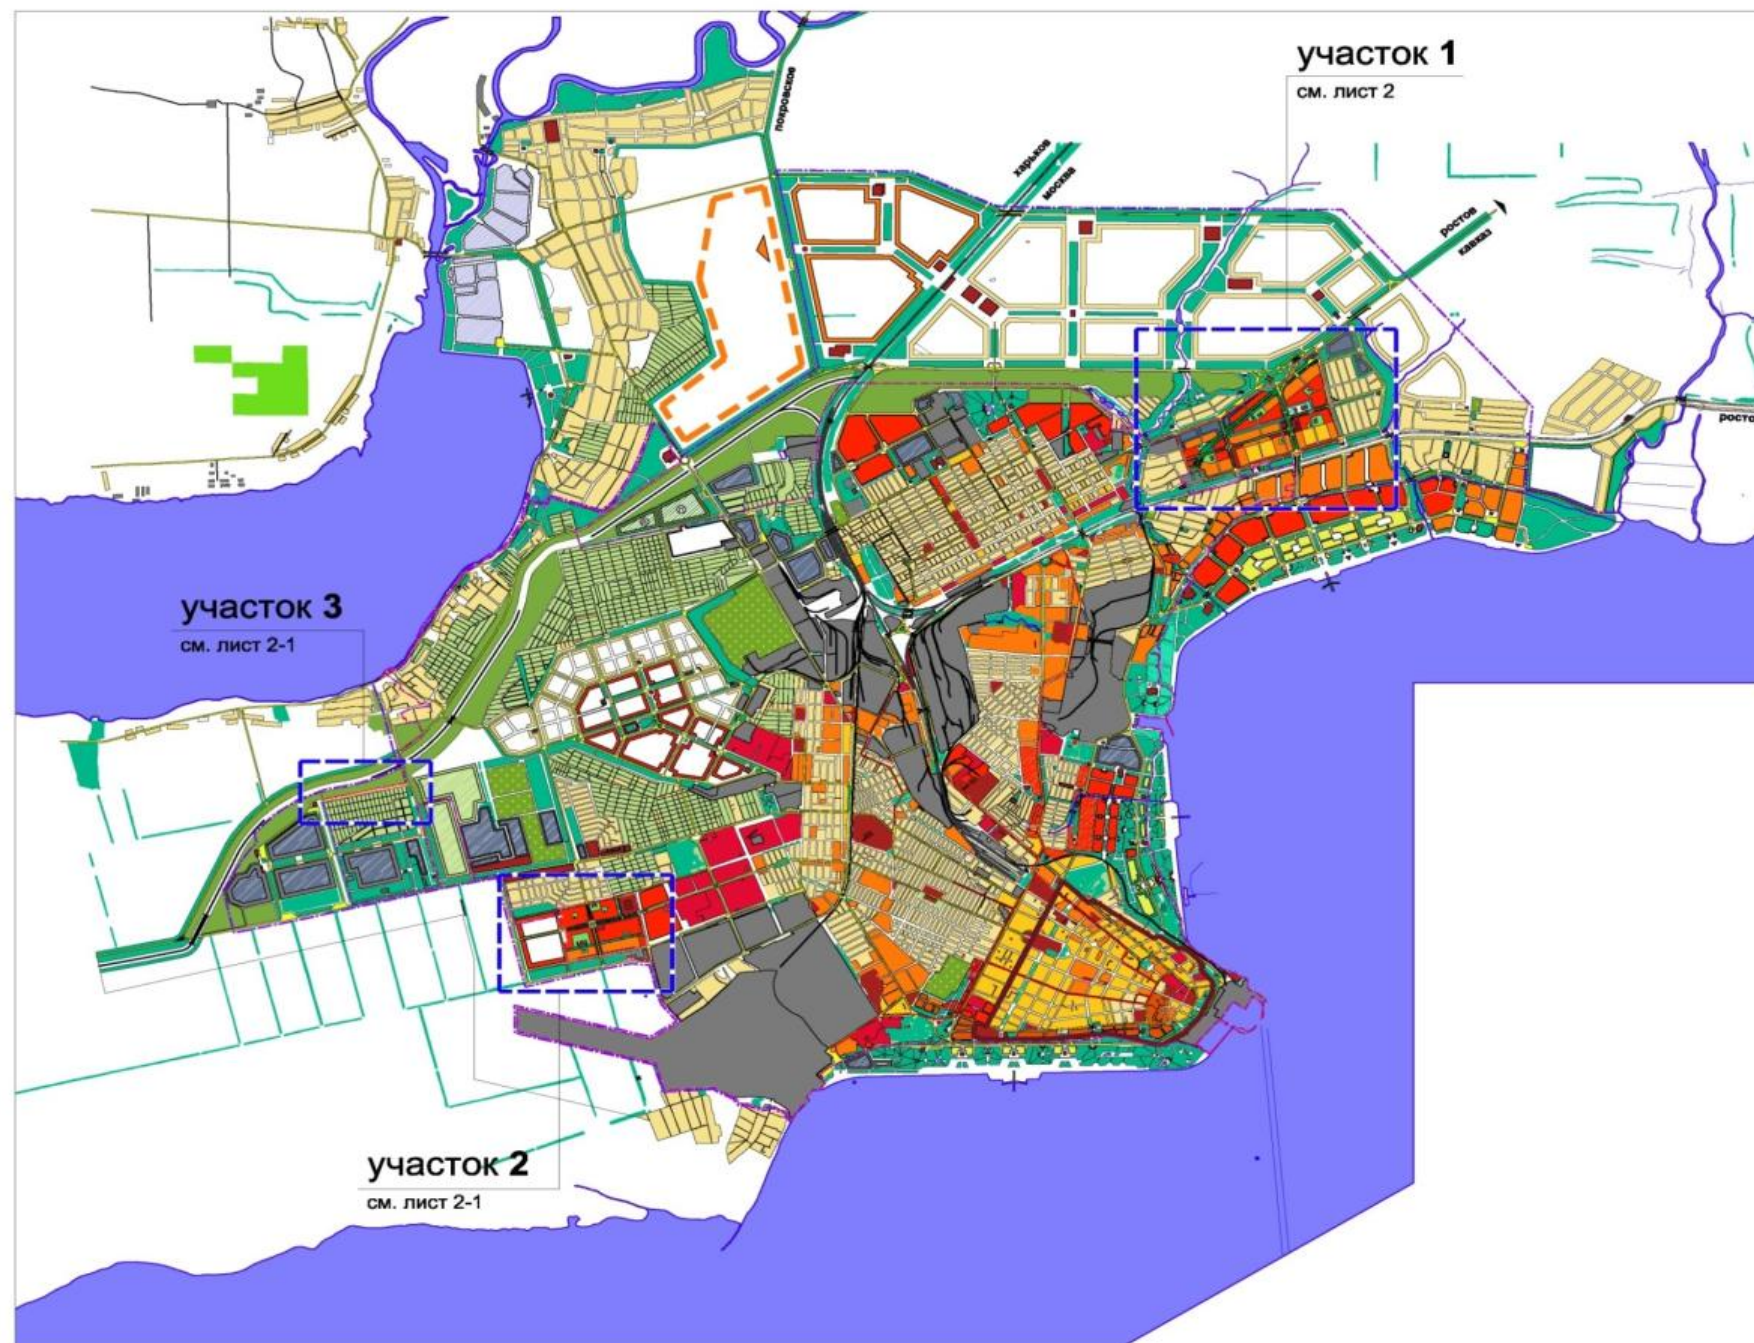 участок 1
см. лист 2
покровское
харьков
москва
ростов
кавказ
росто
участок 3
см. лист 2-1
участок 2
см. лист 2-1